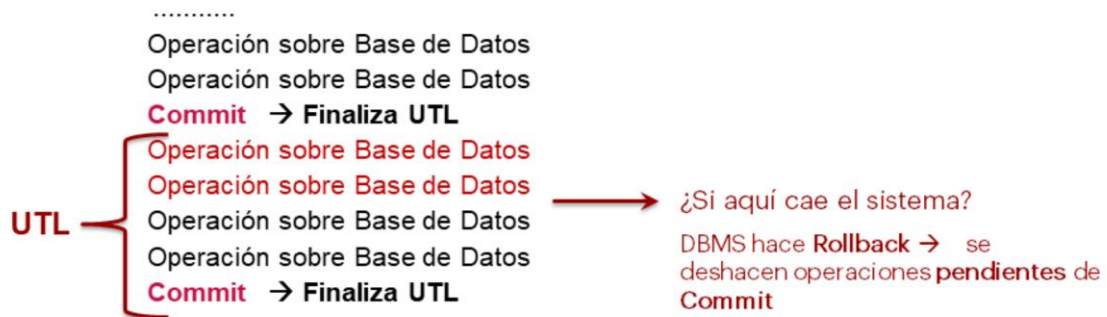 ...........
Operación sobre Base de Datos
Operación sobre Base de Datos
Commit → Finaliza UTL
Operación sobre Base de Datos
Operación sobre Base de Datos
Operación sobre Base de Datos
Operación sobre Base de Datos
Commit → Finaliza UTL
UTL
¿Si aquí cae el sistema?
DBMS hace Rollback → se
deshacen operaciones pendientes de
Commit